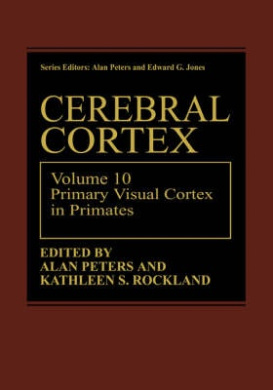 Series Editors: Alan Peters and Edward G. Jones
CEREBRAL
CORTEX
Volume 10
Primary Visual Cortex
in Primates
EDITED BY
ALAN PETERS AND
KATHLEEN S. ROCKLAND